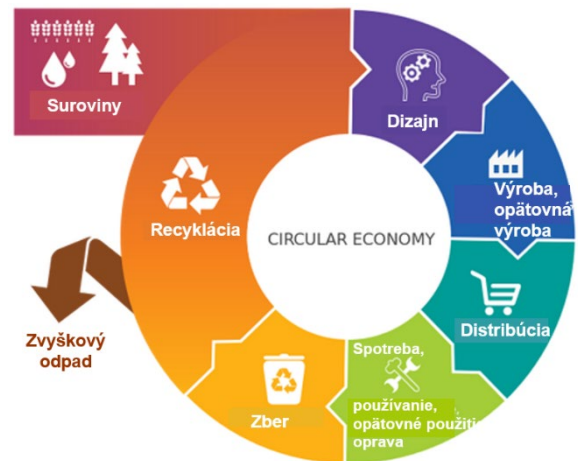 Suroviny
Dizajn
Výroba,
opätovná
výroba
Recyklácia
CIRCULAR ECONOMY
Distribúcia
Zvyškový
odpad
Spotreba,
používanie,
opätovné použitie
oprava
Zber